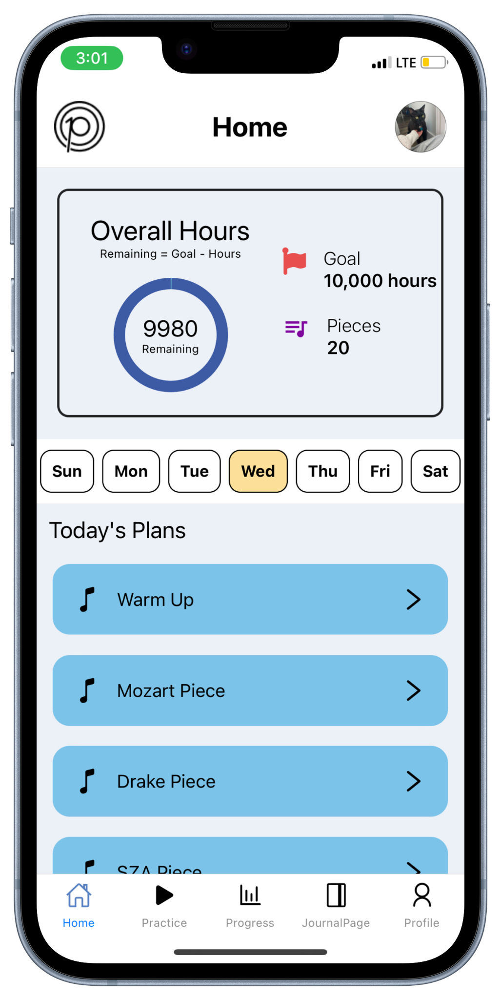 3:01
LTE
Home
Overall Hours
Remaining = Goal - Hours
9980
Remaining
Goal
10,000 hours
Pieces
20
Sun Mon Tue Wed Thu Fri Sat
Today's Plans
Warm Up
Mozart Piece
Drake Piece
SZA Piece
Home Practice Progress JournalPage Profile